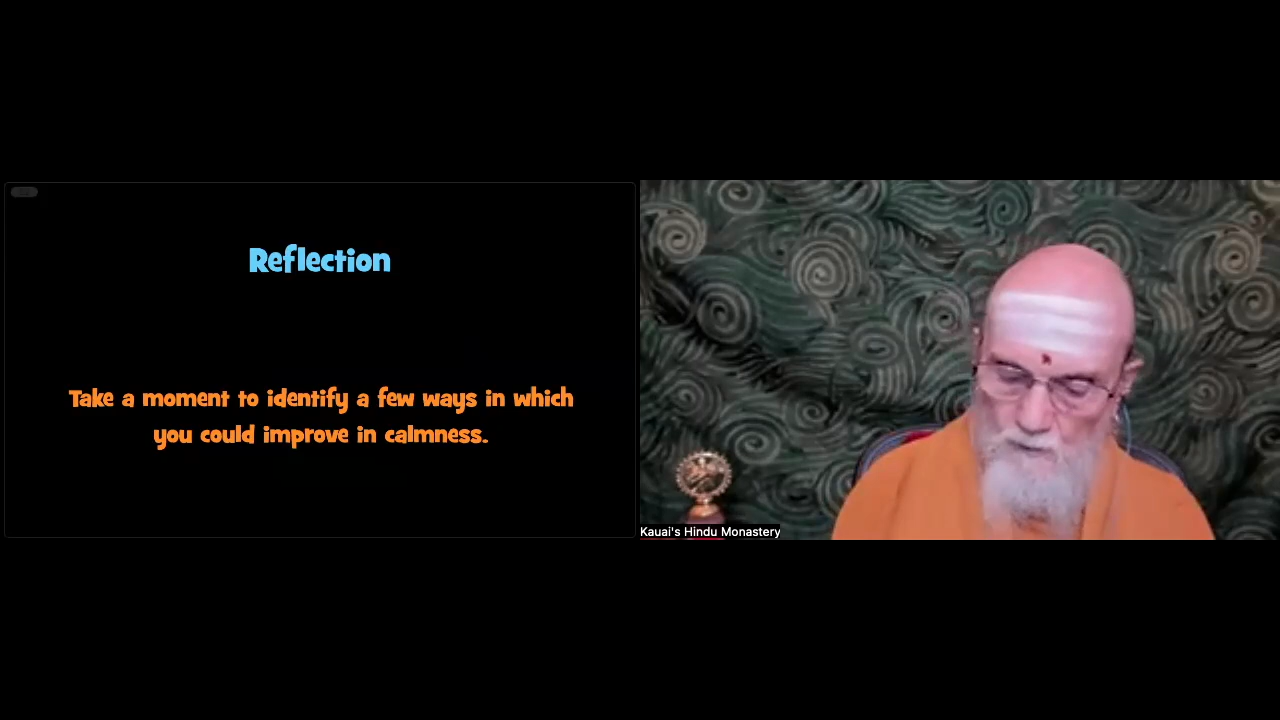 Reflection
Take a moment to identify a few ways in which
you could improve in calmness.
Kauai's Hindu Monastery